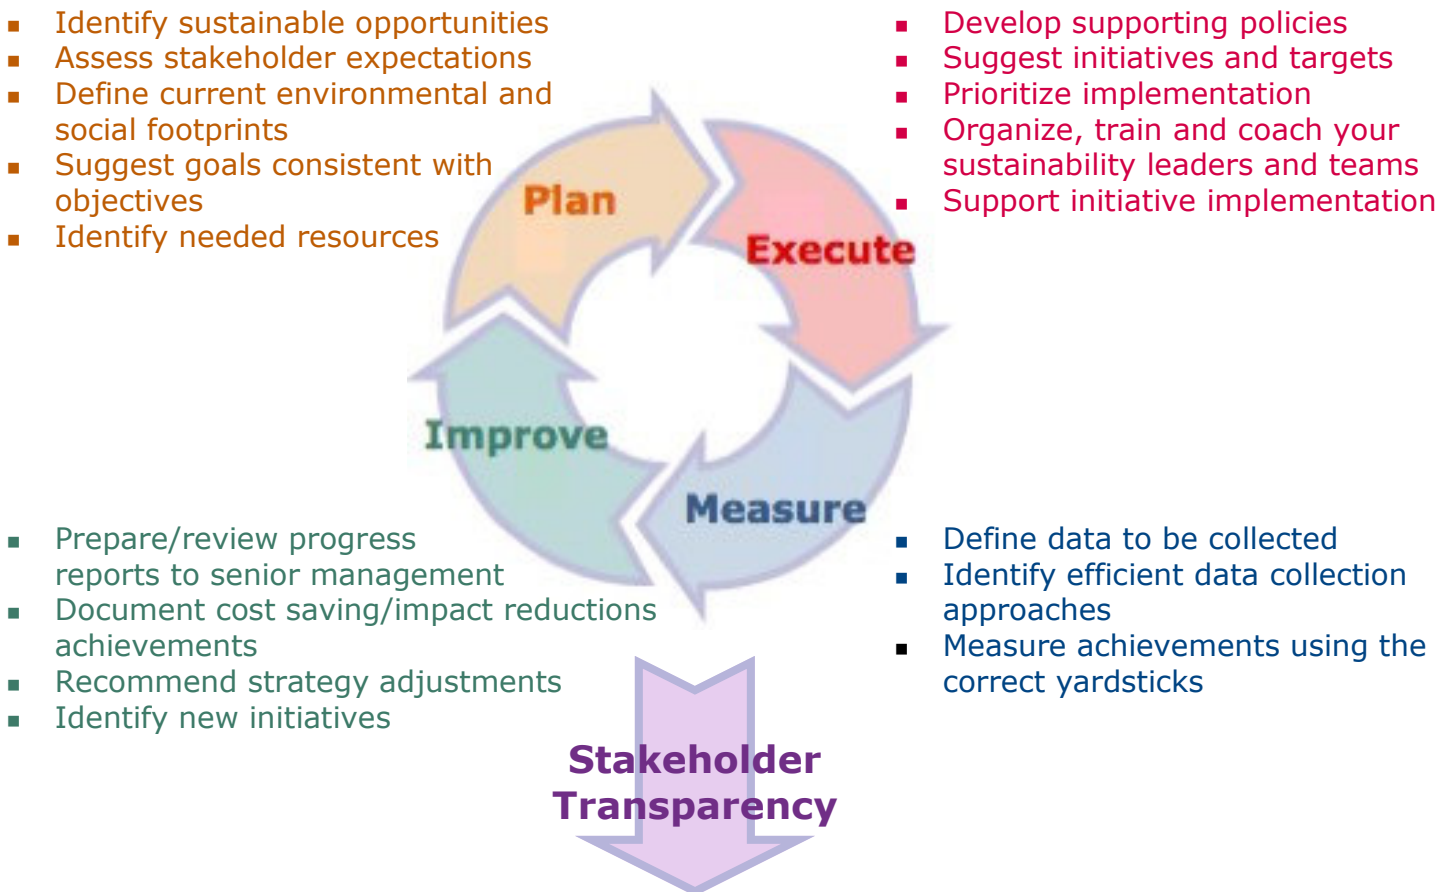 ▪ Identify sustainable opportunities
▪ Assess stakeholder expectations
▪ Define current environmental and
social footprints
▪ Suggest goals consistent with
objectives
▪ Identify needed resources
▪ Develop supporting policies
▪ Suggest initiatives and targets
▪ Prioritize implementation
▪ Organize, train and coach your
sustainability leaders and teams
▪ Support initiative implementation
Plan
Execute
Improve
Measure
▪ Prepare/review progress
reports to senior management
▪ Document cost saving/impact reductions
achievements
▪ Recommend strategy adjustments
▪ Identify new initiatives
▪ Define data to be collected
▪ Identify efficient data collection
approaches
▪ Measure achievements using the
correct yardsticks
Stakeholder
Transparency